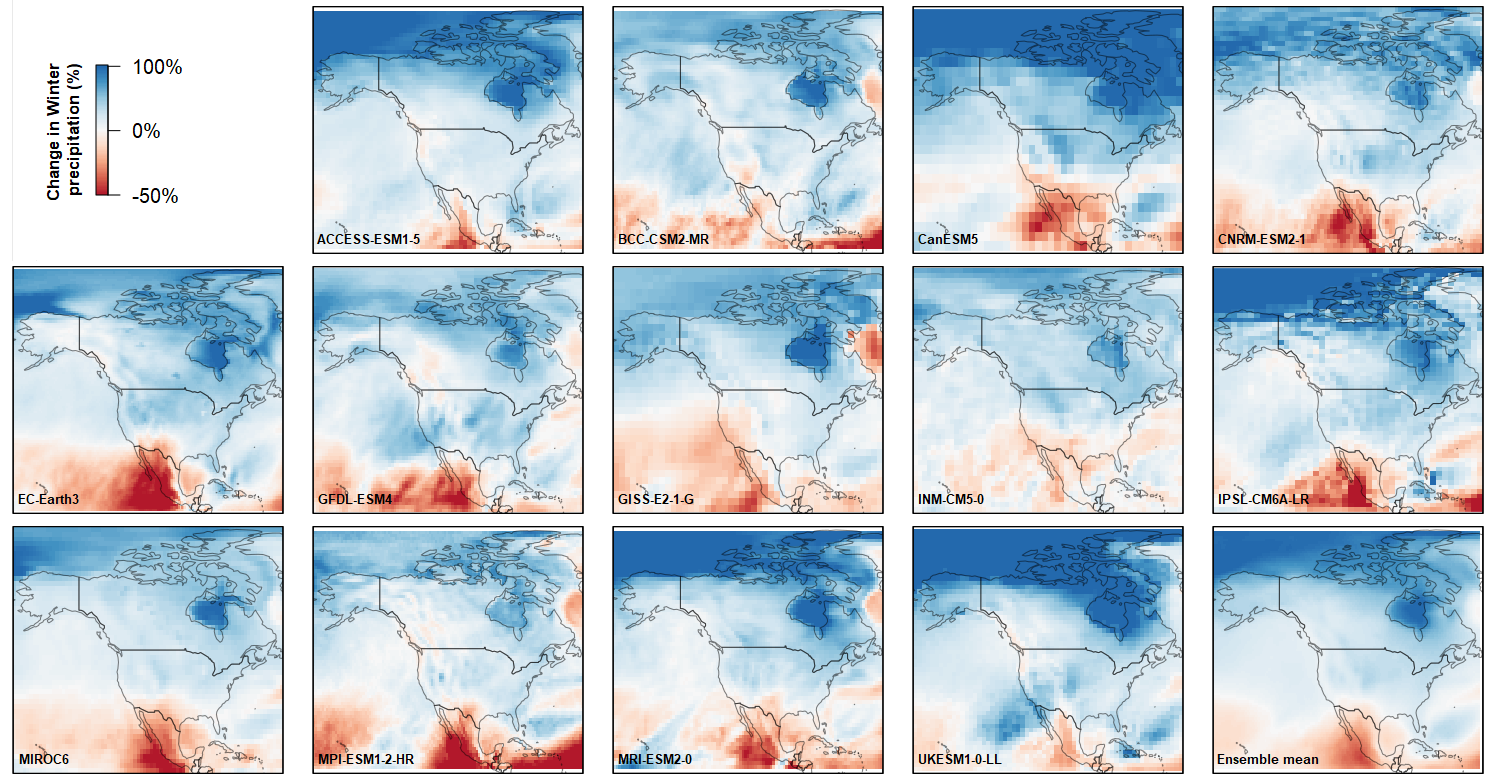 Change in Winter
precipitation (%)
100%
0%
-50%
ACCESS-ESM1-5
BCC-CSM2-MR
CanESM5
CNRM-ESM2-1
EC-Earth3
GFDL-ESM4
GISS-E2-1-G
INM-CM5-0
IPSL-CM6A-LR
MIROC6
MPI-ESM1-2-HR
MRI-ESM2-0
UKESM1-0-LL
Ensemble mean